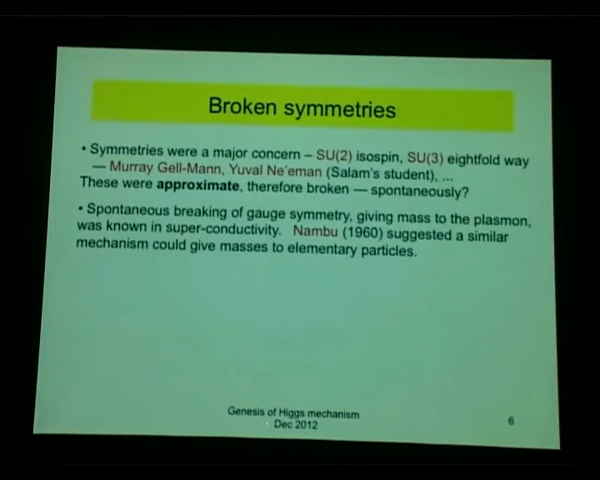 Broken symmetries
• Symmetries were a major concern – SU(2) isospin, SU(3) eightfold way
— Murray Gell-Mann, Yuval Ne'eman (Salam's student), ...
These were approximate, therefore broken — spontaneously?
• Spontaneous breaking of gauge symmetry, giving mass to the plasmon,
was known in super-conductivity. Nambu (1960) suggested a similar
mechanism could give masses to elementary particles.
Genesis of Higgs mechanism
Dec 2012
6